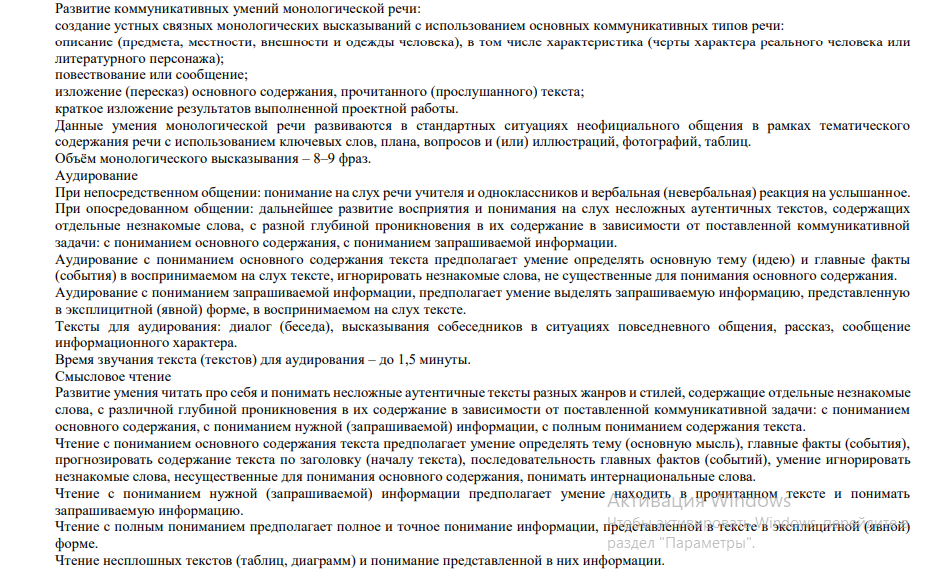 Развитие коммуникативных умений монологической речи:
создание устных связных монологических высказываний с использованием основных коммуникативных типов речи:
описание (предмета, местности, внешности и одежды человека), в том числе характеристика (черты характера реального человека или
литературного персонажа);
повествование или сообщение;
изложение (пересказ) основного содержания, прочитанного (прослушанного) текста;
краткое изложение результатов выполненной проектной работы.
Данные умения монологической речи развиваются в стандартных ситуациях неофициального общения в рамках тематического
содержания речи с использованием ключевых слов, плана, вопросов и (или) иллюстраций, фотографий, таблиц.
Объём монологического высказывания – 8–9 фраз.
Аудирование
При непосредственном общении: понимание на слух речи учителя и одноклассников и вербальная (невербальная) реакция на услышанное.
При опосредованном общении: дальнейшее развитие восприятия и понимания на слух несложных аутентичных текстов, содержащих
отдельные незнакомые слова, с разной глубиной проникновения в их содержание в зависимости от поставленной коммуникативной
задачи: с пониманием основного содержания, с пониманием запрашиваемой информации.
Аудирование с пониманием основного содержания текста предполагает умение определять основную тему (идею) и главные факты
(события) в воспринимаемом на слух тексте, игнорировать незнакомые слова, не существенные для понимания основного содержания.
Аудирование с пониманием запрашиваемой информации, предполагает умение выделять запрашиваемую информацию, представленную
в эксплицитной (явной) форме, в воспринимаемом на слух тексте.
Тексты для аудирования: диалог (беседа), высказывания собеседников в ситуациях повседневного общения, рассказ, сообщение
информационного характера.
Время звучания текста (текстов) для аудирования – до 1,5 минуты.
Смысловое чтение
Развитие умения читать про себя и понимать несложные аутентичные тексты разных жанров и стилей, содержащие отдельные незнакомые
слова, с различной глубиной проникновения в их содержание в зависимости от поставленной коммуникативной задачи: с пониманием
основного содержания, с пониманием нужной (запрашиваемой) информации, с полным пониманием содержания текста.
Чтение с пониманием основного содержания текста предполагает умение определять тему (основную мысль), главные факты (события),
прогнозировать содержание текста по заголовку (началу текста), последовательность главных фактов (событий), умение игнорировать
незнакомые слова, несущественные для понимания основного содержания, понимать интернациональные слова.
Чтение с пониманием нужной (запрашиваемой) информации предполагает умение находить в прочитанном тексте и понимать
запрашиваемую информацию.
Активация Windows
Чтение с полным пониманием предполагает полное и точное понимание информации, представленной в тексте в эксплицитной (явной)
Чтобы активировать Windows, перейдите в
форме.
раздел "Параметры".
Чтение несплошных текстов (таблиц, диаграмм) и понимание представленной в них информации.